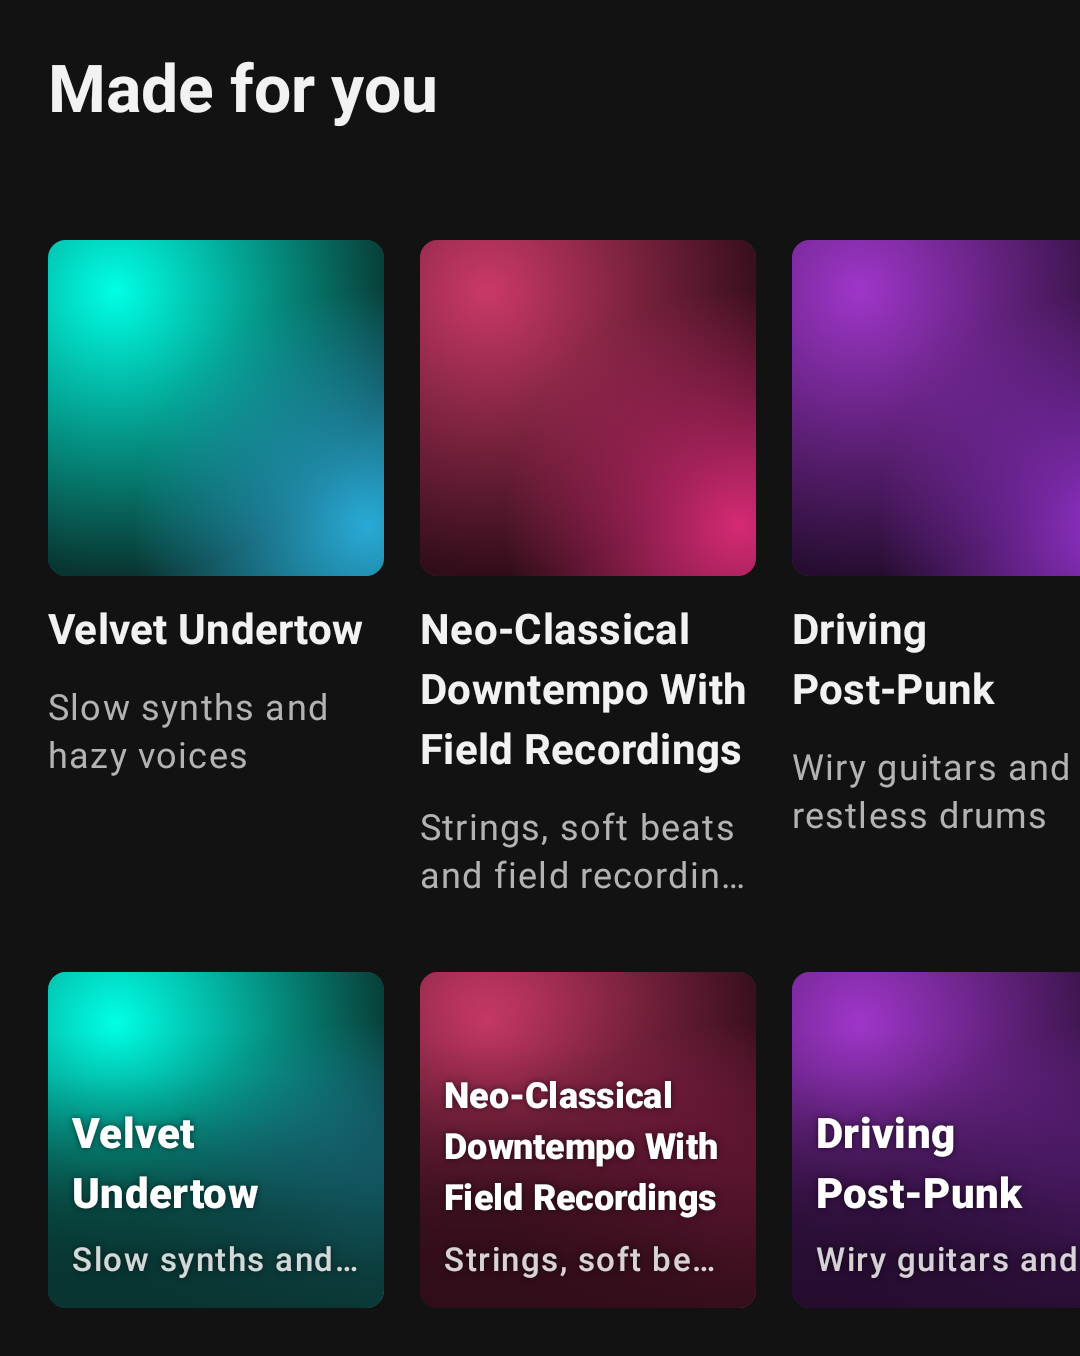 Made for you
Velvet Undertow
Slow synths and
hazy voices
Neo-Classical
Downtempo With
Field Recordings
Strings, soft beats
and field recordin…
Driving
Post-Punk
Wiry guitars and
restless drums
Velvet
Undertow
Slow synths and…
Neo-Classical
Downtempo With
Field Recordings
Strings, soft be…
Driving
Post-Punk
Wiry guitars and